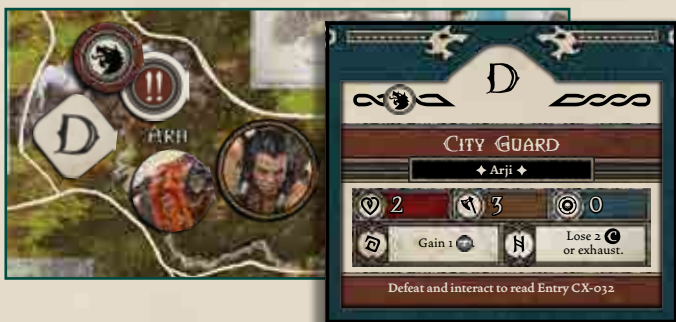 !!
D
ARJI
D
CITY GUARD
Arji
2 3 0
Gain 1
Lose 2 C
or exhaust.
Defeat and interact to read Entry CX-032